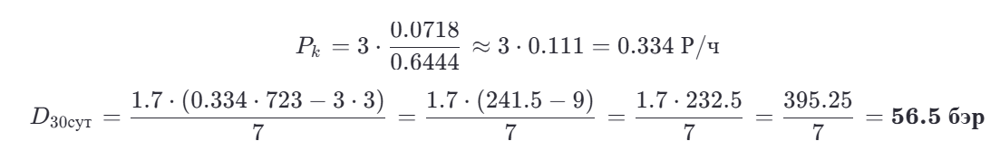 P_k = 3 · 0.0718/0.6444 ≈ 3 · 0.111 = 0.334 Р/ч
D_30сут = 1.7 · (0.334 · 723 − 3 · 3)/7 = 1.7 · (241.5 − 9)/7 = 1.7 · 232.5/7 = 395.25/7 = 56.5 бэр